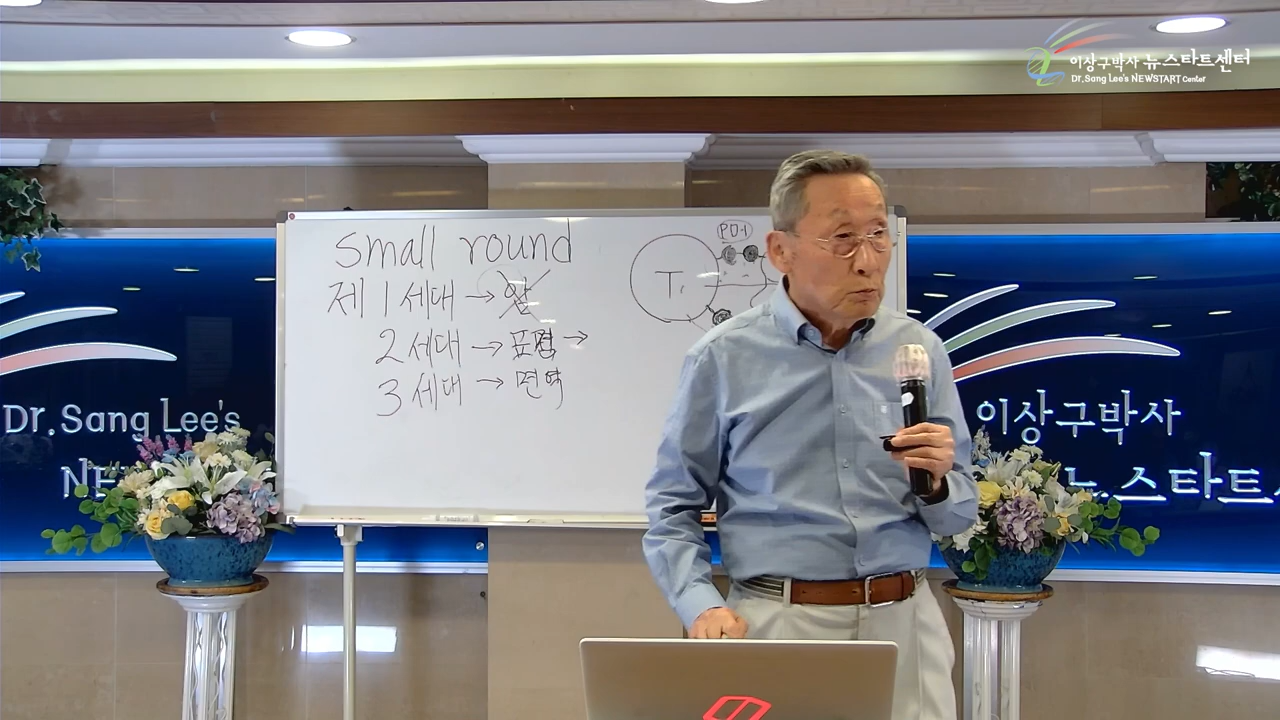 이상구박사 뉴스타트센터
Dr.Sang Lee's NEWSTART Center
small round
제 1 세대 → 암
2 세대 → 표적 →
3 세대 → 면역
PD-1
T
Dr.Sang Lee's
이상구박사
뉴스타트